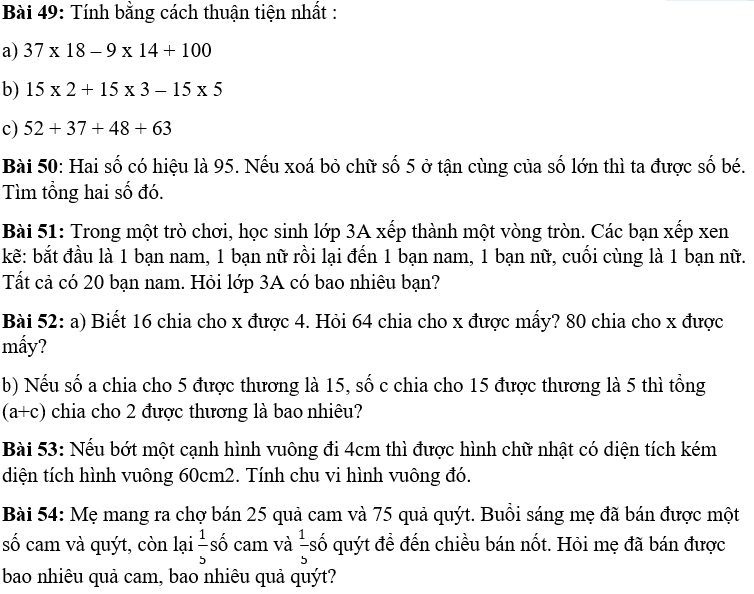 Bài 49: Tính bằng cách thuận tiện nhất :
a) 37 x 18 – 9 x 14 + 100
b) 15 x 2 + 15 x 3 – 15 x 5
c) 52 + 37 + 48 + 63
Bài 50: Hai số có hiệu là 95. Nếu xoá bỏ chữ số 5 ở tận cùng của số lớn thì ta được số bé.
Tìm tổng hai số đó.
Bài 51: Trong một trò chơi, học sinh lớp 3A xếp thành một vòng tròn. Các bạn xếp xen
kẽ: bắt đầu là 1 bạn nam, 1 bạn nữ rồi lại đến 1 bạn nam, 1 bạn nữ, cuối cùng là 1 bạn nữ.
Tất cả có 20 bạn nam. Hỏi lớp 3A có bao nhiêu bạn?
Bài 52: a) Biết 16 chia cho x được 4. Hỏi 64 chia cho x được mấy? 80 chia cho x được
mấy?
b) Nếu số a chia cho 5 được thương là 15, số c chia cho 15 được thương là 5 thì tổng
(a+c) chia cho 2 được thương là bao nhiêu?
Bài 53: Nếu bớt một cạnh hình vuông đi 4cm thì được hình chữ nhật có diện tích kém
diện tích hình vuông 60cm2. Tính chu vi hình vuông đó.
Bài 54: Mẹ mang ra chợ bán 25 quả cam và 75 quả quýt. Buổi sáng mẹ đã bán được một
số cam và quýt, còn lại 1/5 số cam và 1/5 số quýt để đến chiều bán nốt. Hỏi mẹ đã bán được
bao nhiêu quả cam, bao nhiêu quả quýt?